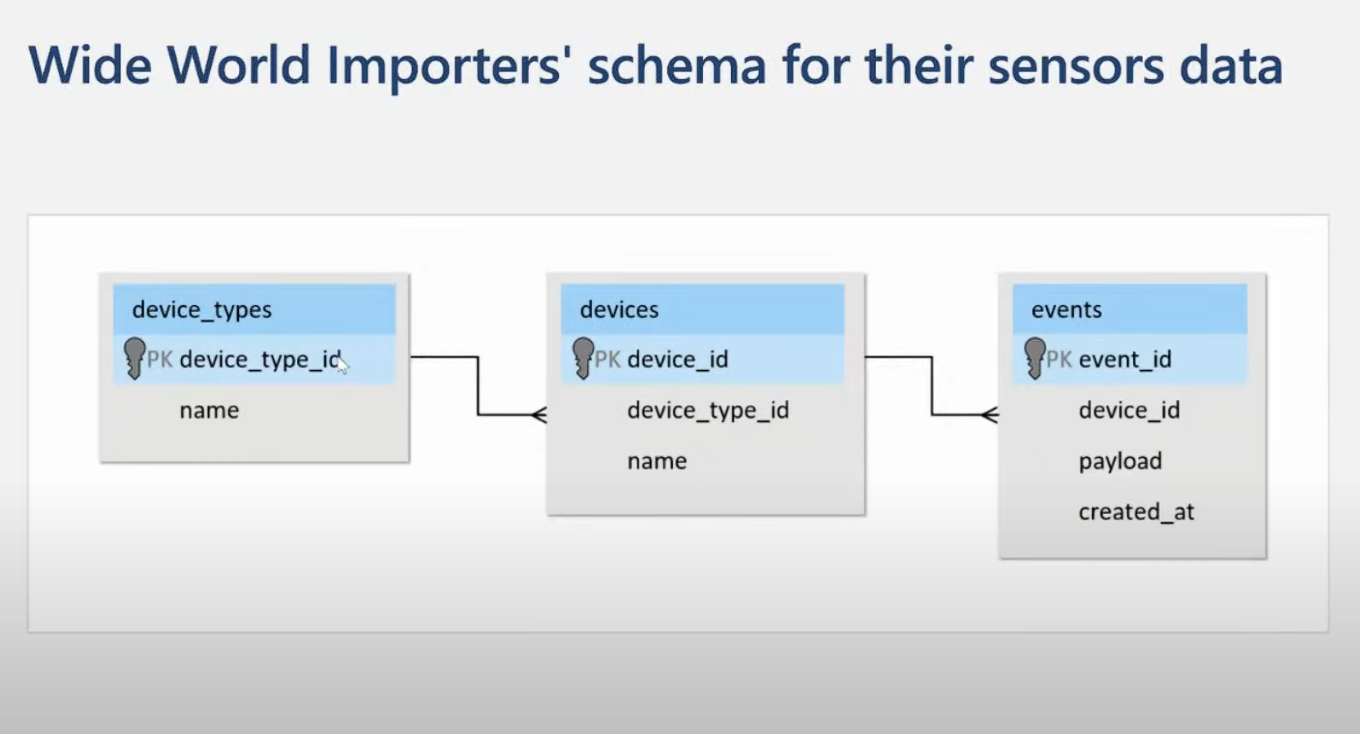 Wide World Importers' schema for their sensors data
device_types
PK device_type_id
name
devices
PK device_id
device_type_id
name
events
PK event_id
device_id
payload
created_at